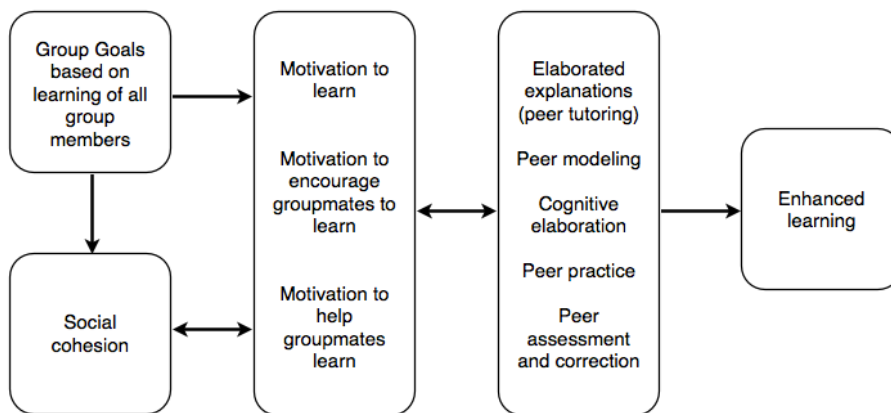 Group Goals
based on
learning of all
group
members
Social
cohesion
Motivation to
learn
Motivation to
encourage
groupmates to
learn
Motivation to
help
groupmates
learn
Elaborated
explanations
(peer tutoring)
Peer modeling
Cognitive
elaboration
Peer practice
Peer
assessment
and correction
Enhanced
learning